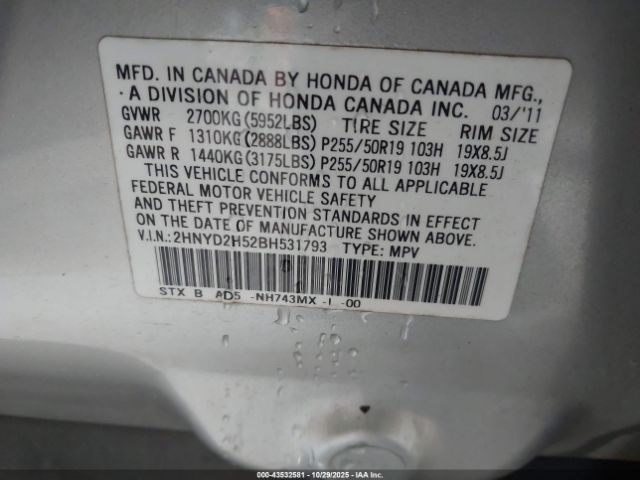 MFD. IN CANADA BY HONDA OF CANADA MFG.,
A DIVISION OF HONDA CANADA INC. 03/'11
GVWR 2700KG(5952LBS) TIRE SIZE RIM SIZE
GAWR F 1310KG(2888LBS) P255/50R19 103H 19X8.5J
GAWR R 1440KG(3175LBS) P255/50R19 103H 19X8.5J
THIS VEHICLE CONFORMS TO ALL APPLICABLE
FEDERAL MOTOR VEHICLE SAFETY
AND THEFT PREVENTION STANDARDS IN EFFECT
ON THE DATE OF MANUFACTURE SHOWN ABOVE.
V.I.N.:2HNYD2H52BH531793 TYPE: MPV
STX B AD5 -NH743MX -I -00
000-43532581 - 10/29/2025 - IAAI, Inc.